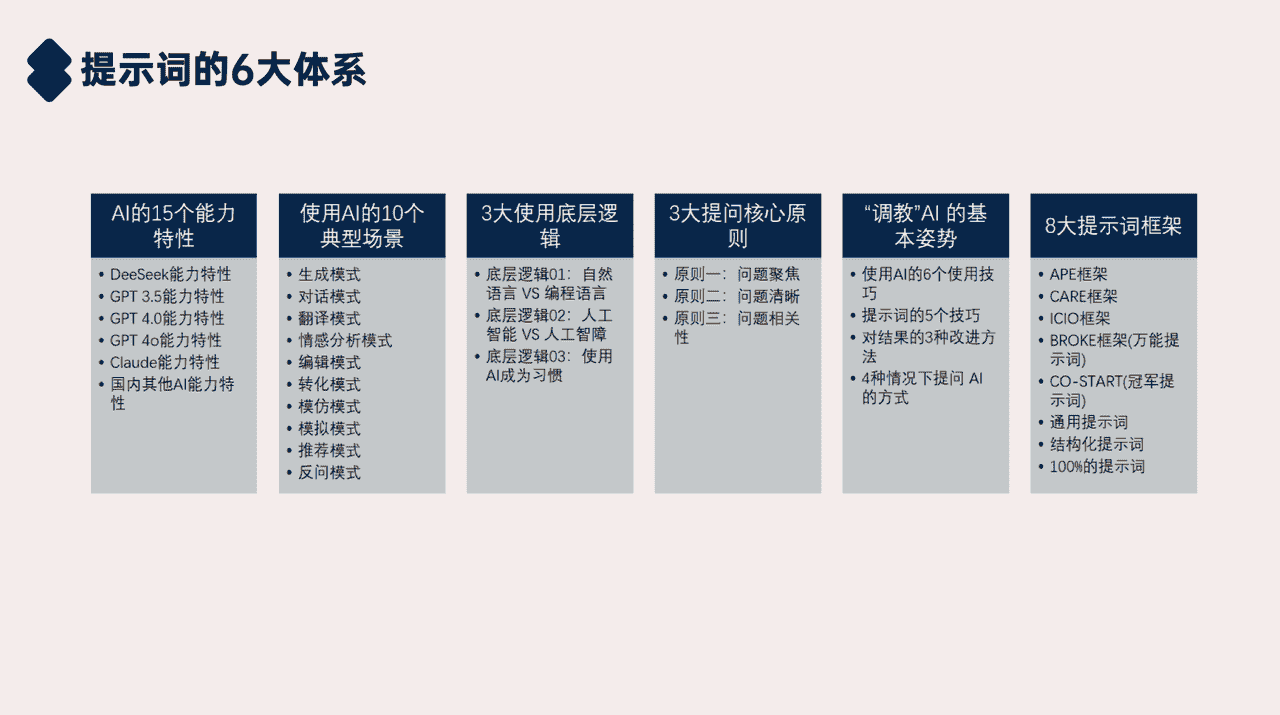 提示词的6大体系
AI的15个能力
特性
• DeeSeek能力特性
• GPT 3.5能力特性
• GPT 4.0能力特性
• GPT 4o能力特性
• Claude能力特性
• 国内其他AI能力特
性
使用AI的10个
典型场景
• 生成模式
• 对话模式
• 翻译模式
• 情感分析模式
• 编辑模式
• 转化模式
• 模仿模式
• 模拟模式
• 推荐模式
• 反问模式
3大使用底层逻
辑
• 底层逻辑01：自然
语言 VS 编程语言
• 底层逻辑02：人工
智能 VS 人工智障
• 底层逻辑03：使用
AI成为习惯
3大提问核心原
则
• 原则一：问题聚焦
• 原则二：问题清晰
• 原则三：问题相关
性
“调教”AI 的基
本姿势
• 使用AI的6个使用技
巧
• 提示词的5个技巧
• 对结果的3种改进方
法
• 4种情况下提问 AI
的方式
8大提示词框架
• APE框架
• CARE框架
• ICIO框架
• BROKE框架(万能提
示词)
• CO-START(冠军提
示词)
• 通用提示词
• 结构化提示词
• 100%的提示词